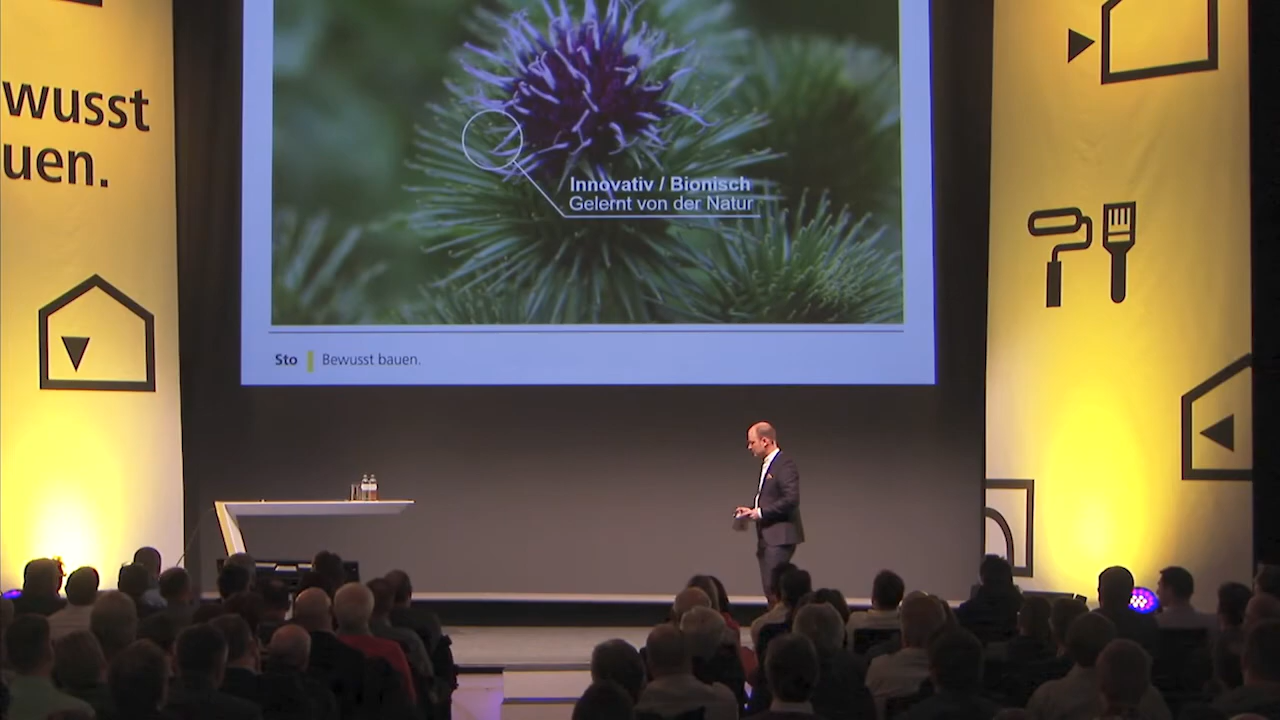 wusst
uen.
Innovativ / Bionisch
Gelernt von der Natur
Sto | Bewusst bauen.